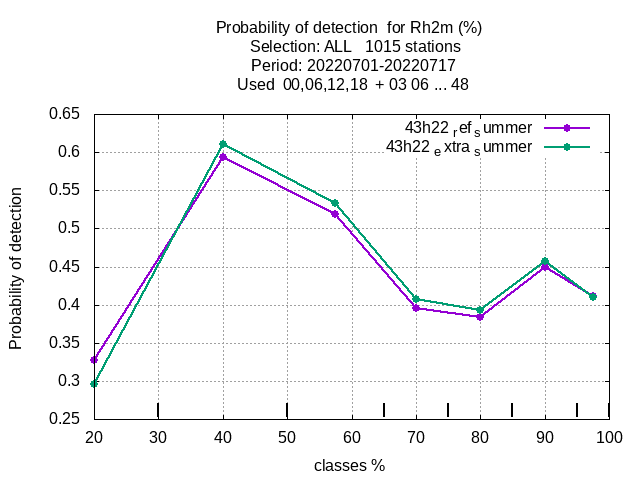 Probability of detection  for Rh2m (%)
Selection: ALL   1015 stations
Period: 20220701-20220717
Used  00,06,12,18  + 03 06 ... 48
43h22 ref summer
43h22 extra summer
Probability of detection
0.65
0.6
0.55
0.5
0.45
0.4
0.35
0.3
0.25
20 30 40 50 60 70 80 90 100
classes %